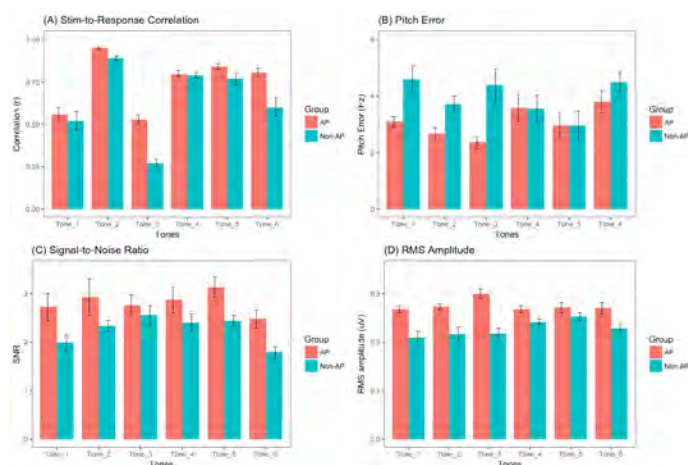 (A) Stim-to-Response Correlation
Correlation (r)
1.00
0.75
0.50
0.25
0.00
Tone_1 Tone_2 Tone_3 Tone_4 Tone_5 Tone_6
Tones
Group
AP
Non-AP
(B) Pitch Error
Pitch Error (Hz)
6
4
2
0
Tone_1 Tone_2 Tone_3 Tone_4 Tone_5 Tone_4
Tones
Group
AP
Non-AP
(C) Signal-to-Noise Ratio
SNR
3
2
1
0
Tone_1 Tone_2 Tone_3 Tone_4 Tone_5 Tone_6
Tones
Group
AP
Non-AP
(D) RMS Amplitude
RMS amplitude (uV)
Tone_1 Tone_2 Tone_3 Tone_4 Tone_5 Tone_6
Tones
Group
AP
Non-AP